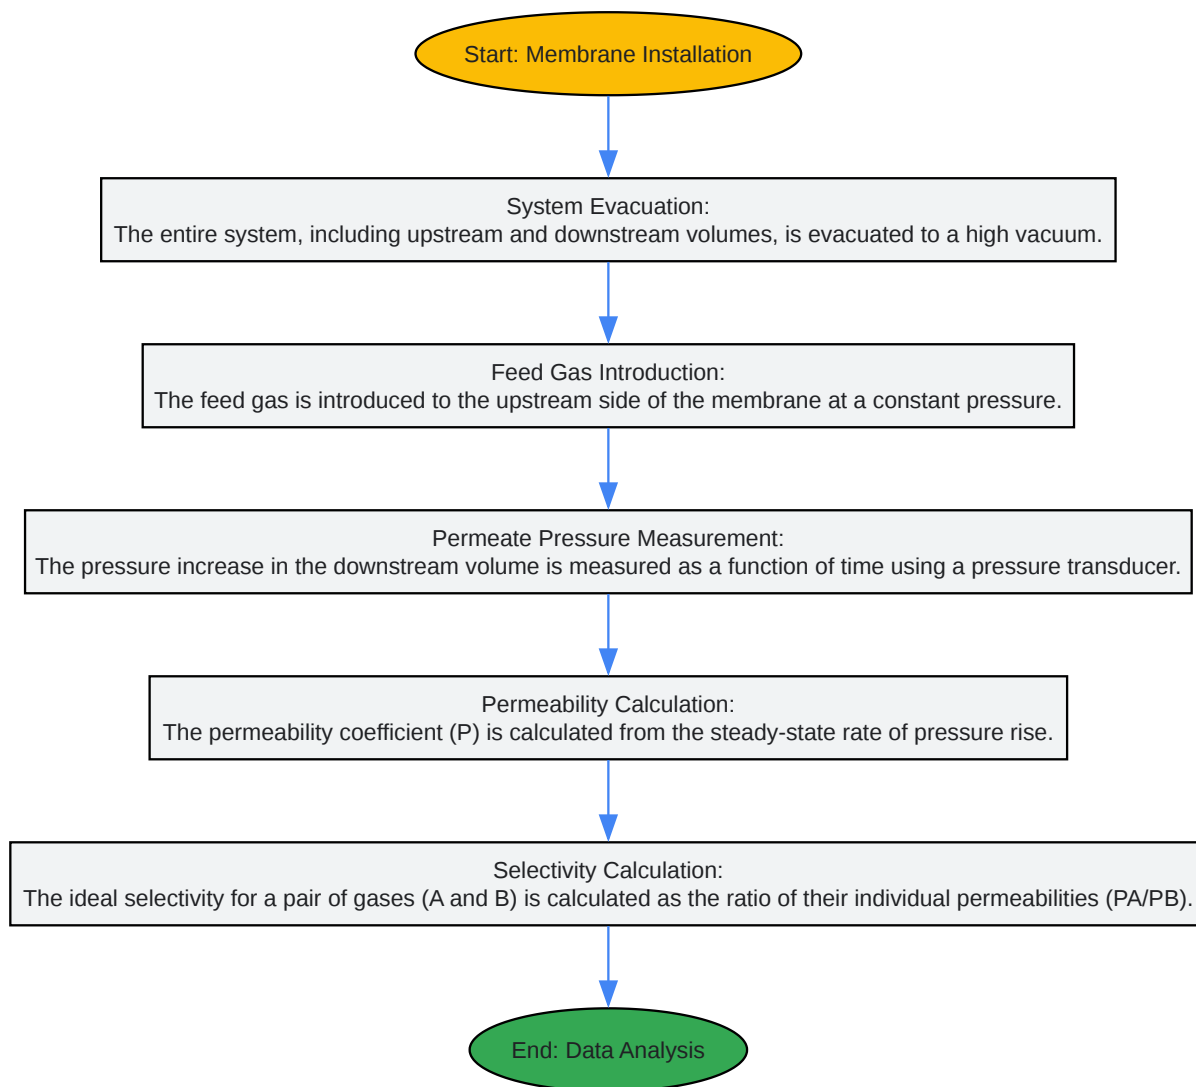 Start: Membrane Installation
System Evacuation:
The entire system, including upstream and downstream volumes, is evacuated to a high vacuum.
Feed Gas Introduction:
The feed gas is introduced to the upstream side of the membrane at a constant pressure.
Permeate Pressure Measurement:
The pressure increase in the downstream volume is measured as a function of time using a pressure transducer.
Permeability Calculation:
The permeability coefficient (P) is calculated from the steady-state rate of pressure rise.
Selectivity Calculation:
The ideal selectivity for a pair of gases (A and B) is calculated as the ratio of their individual permeabilities (PA/PB).
End: Data Analysis